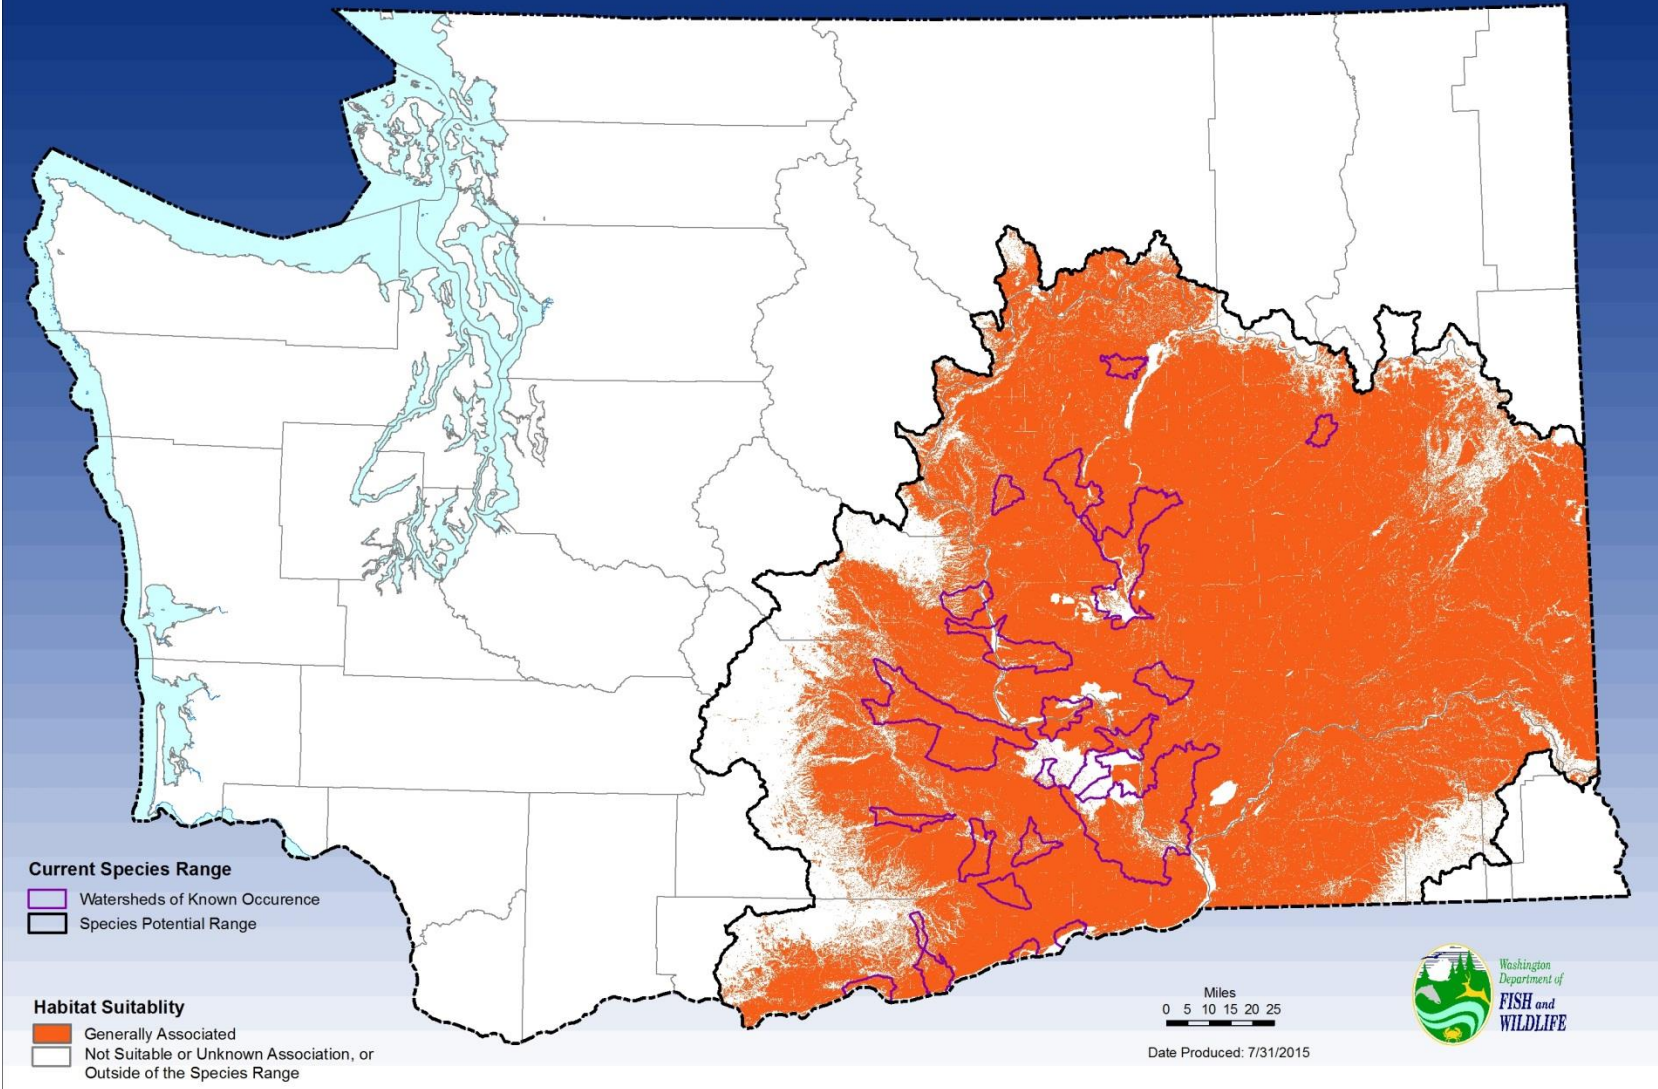 Current Species Range
Watersheds of Known Occurence
Species Potential Range
Habitat Suitablity
Generally Associated
Not Suitable or Unknown Association, or
Outside of the Species Range
Miles
0 5 10 15 20 25
Date Produced: 7/31/2015
Washington
Department of
FISH and
WILDLIFE